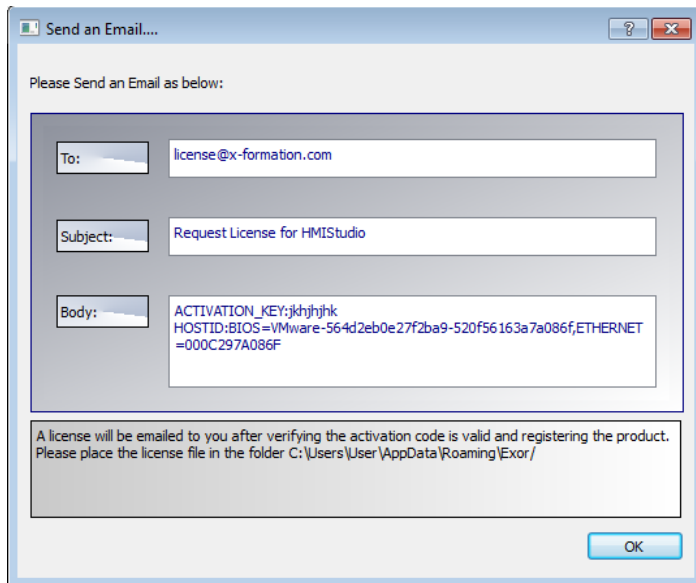 Send an Email....
Please Send an Email as below:
To:
license@x-formation.com
Subject:
Request License for HMIStudio
Body:
ACTIVATION_KEY:jkhjhjhk
HOSTID:BIOS=VMware-564d2eb0e27f2ba9-520f56163a7a086f,ETHERNET
=000C297A086F
A license will be emailed to you after verifying the activation code is valid and registering the product.
Please place the license file in the folder C:\Users\User\AppData\Roaming\Exor/
OK